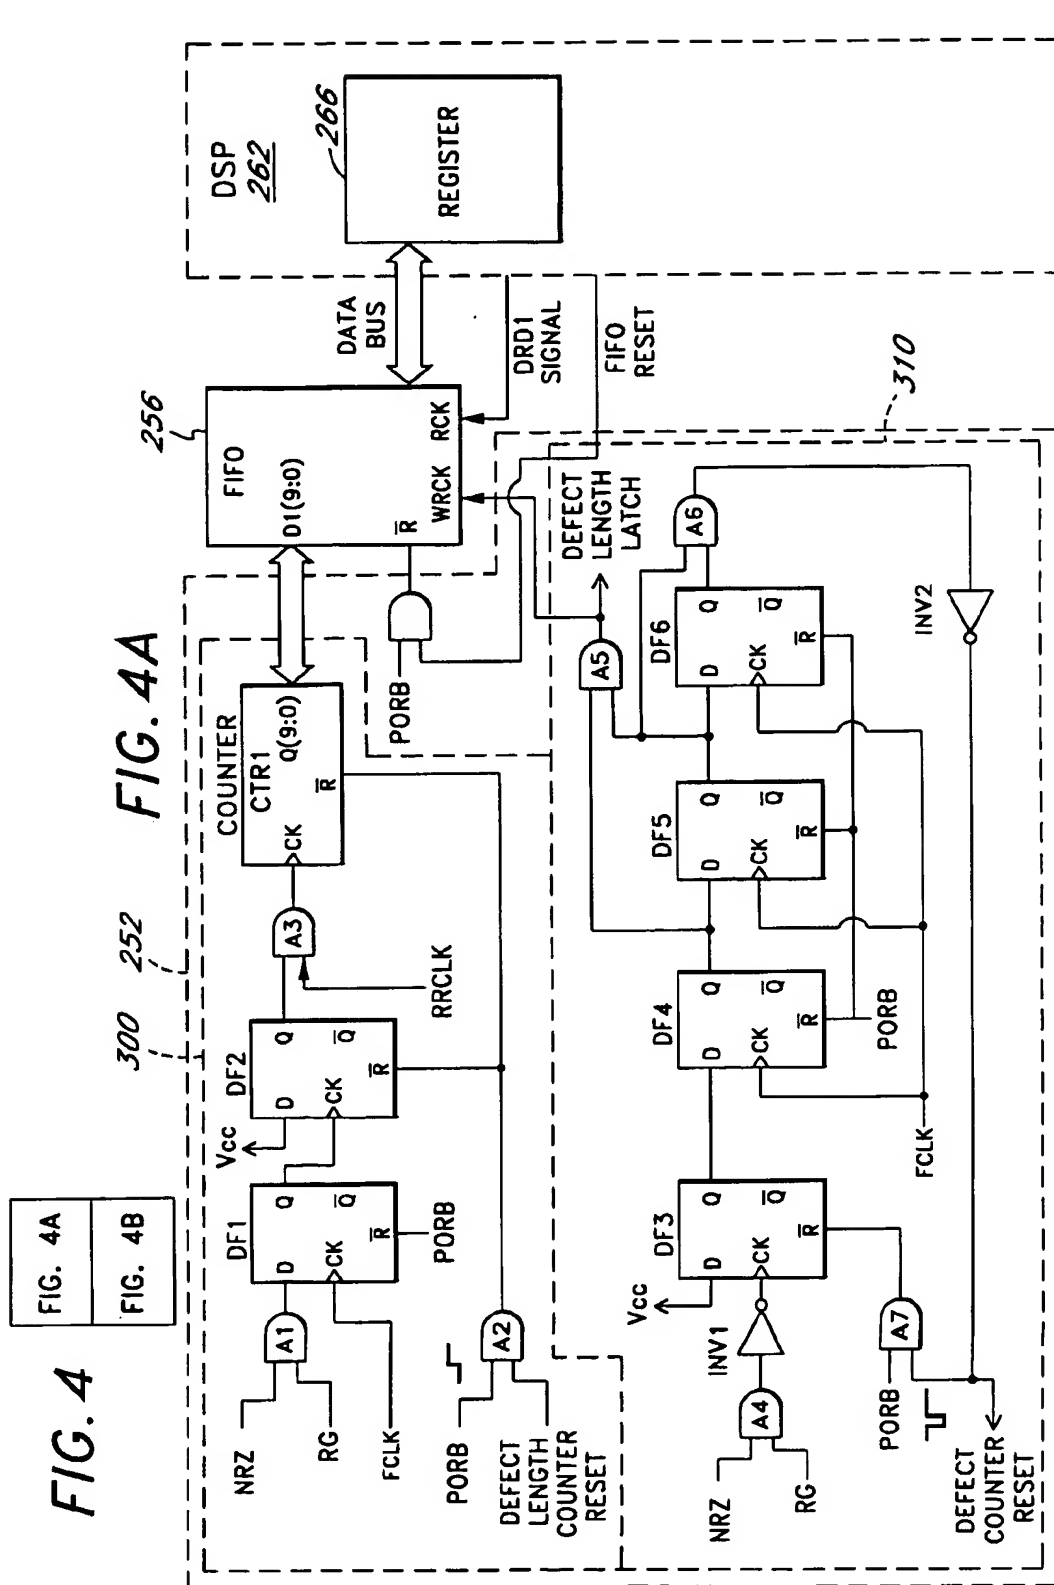 FIG. 4
FIG. 4A
FIG. 4B
FIG. 4A
252
300
256
DSP
262
266
REGISTER
DATA
BUS
FIFO
D1(9:0)
R
WRCK
RCK
DRD1
SIGNAL
FIFO
RESET
PORB
COUNTER
CTR1
Q(9:0)
CK
R
A3
RRCLK
DF2
D
Q
CK
Q
R
Vcc
DF1
D
Q
CK
Q
R
PORB
A1
NRZ
RG
FCLK
A2
PORB
DEFECT
LENGTH
COUNTER
RESET
310
DEFECT
LENGTH
LATCH
A5
A6
DF6
D
Q
CK
Q
R
INV2
DF5
D
Q
CK
Q
R
DF4
D
Q
CK
Q
R
PORB
FCLK
DF3
D
Q
CK
Q
R
Vcc
INV1
A4
NRZ
RG
A7
PORB
DEFECT
COUNTER
RESET